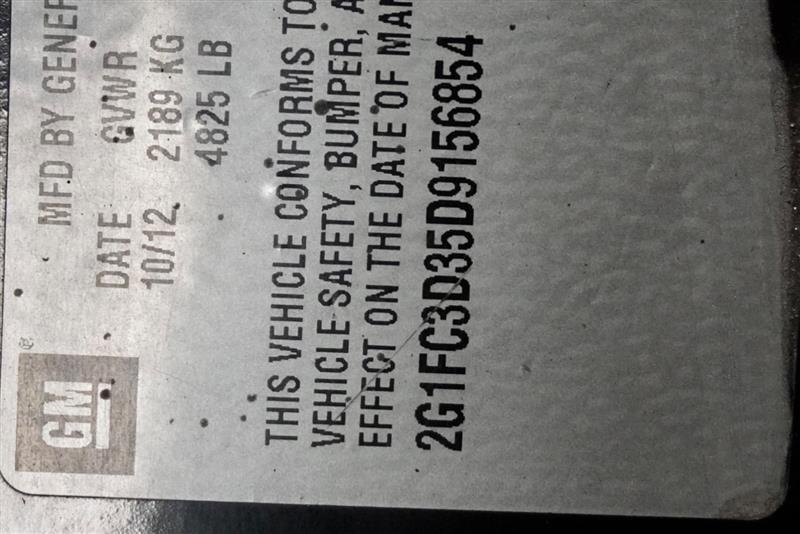 GM®
MFD BY GENER
DATE GVWR
10/12 2189 KG
4825 LB
THIS VEHICLE CONFORMS TO
VEHICLE SAFETY, BUMPER, A
EFFECT ON THE DATE OF MAN
2G1FC3D35D9156854